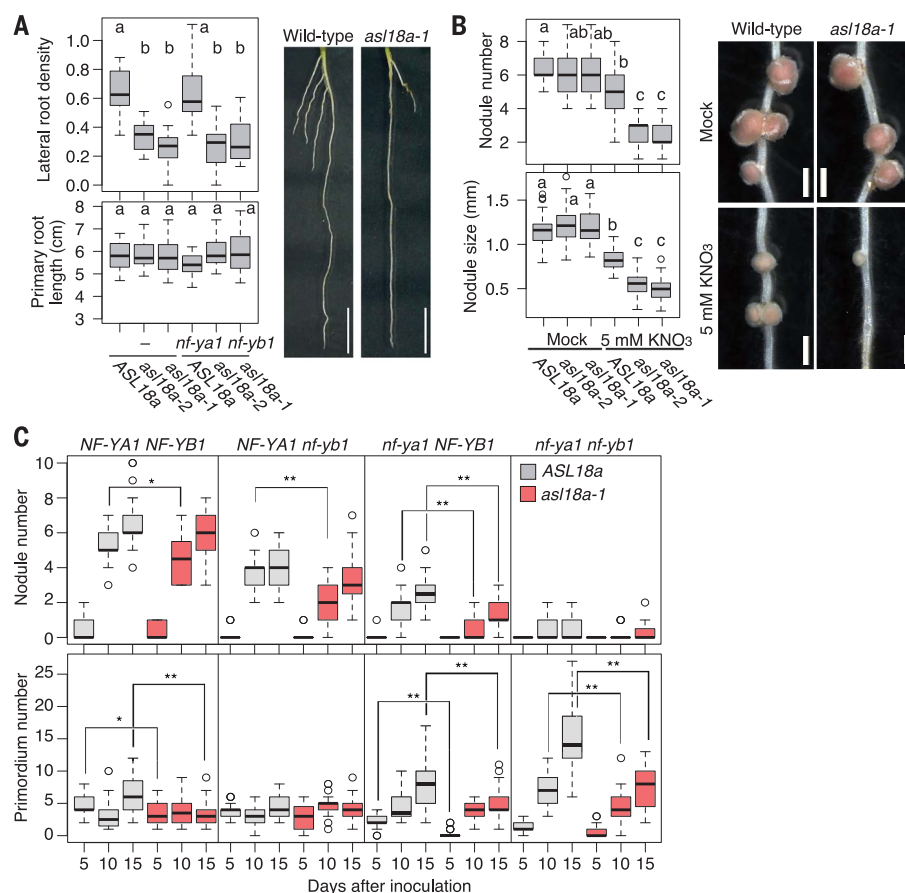 A
Lateral root density
1.0
0.8
0.6
0.4
0.2
0.0
a b b a b b
Primary root
length (cm)
9
8
7
6
5
4
3
a a a a a a
– nf-ya1 nf-yb1
ASL18a
asl18a-2
asl18a-1
ASL18a
asl18a-2
asl18a-1
Wild-type asl18a-1
B
Nodule number
8
6
4
2
a ab ab b c c
Nodule size (mm)
1.5
1.0
0.5
a a a b c c
Mock 5 mM KNO3
ASL18a
asl18a-2
asl18a-1
ASL18a
asl18a-2
asl18a-1
Wild-type asl18a-1
Mock
5 mM KNO3
C
NF-YA1 NF-YB1 NF-YA1 nf-yb1 nf-ya1 NF-YB1 nf-ya1 nf-yb1
Nodule number
10
8
6
4
2
0
* ** ** **
ASL18a
asl18a-1
Primordium number
25
20
15
10
5
0
* ** ** ** ** **
5 10 15 5 10 15 5 10 15 5 10 15 5 10 15 5 10 15 5 10 15 5 10 15
Days after inoculation